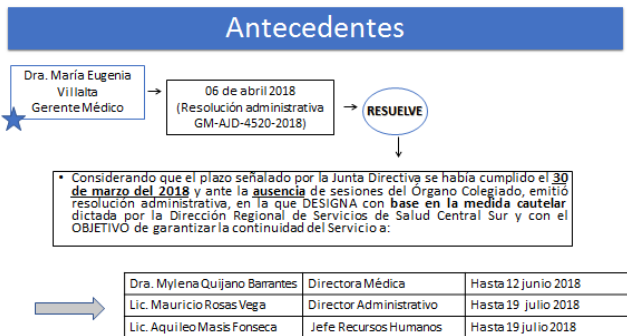 Antecedentes
Dra. María Eugenia
Villalta
Gerente Médico
06 de abril 2018
(Resolución administrativa
GM-AJD-4520-2018)
RESUELVE
• Considerando que el plazo señalado por la Junta Directiva se había cumplido el 30
de marzo del 2018 y ante la ausencia de sesiones del Órgano Colegiado, emitió
resolución administrativa, en la que DESIGNA con base en la medida cautelar
dictada por la Dirección Regional de Servicios de Salud Central Sur y con el
OBJETIVO de garantizar la continuidad del Servicio a:
Dra. Mylena Quijano Barrantes Directora Médica Hasta 12 junio 2018
Lic. Mauricio Rosas Vega Director Administrativo Hasta 19 julio 2018
Lic. Aquileo Masis Fonseca Jefe Recursos Humanos Hasta 19 julio 2018